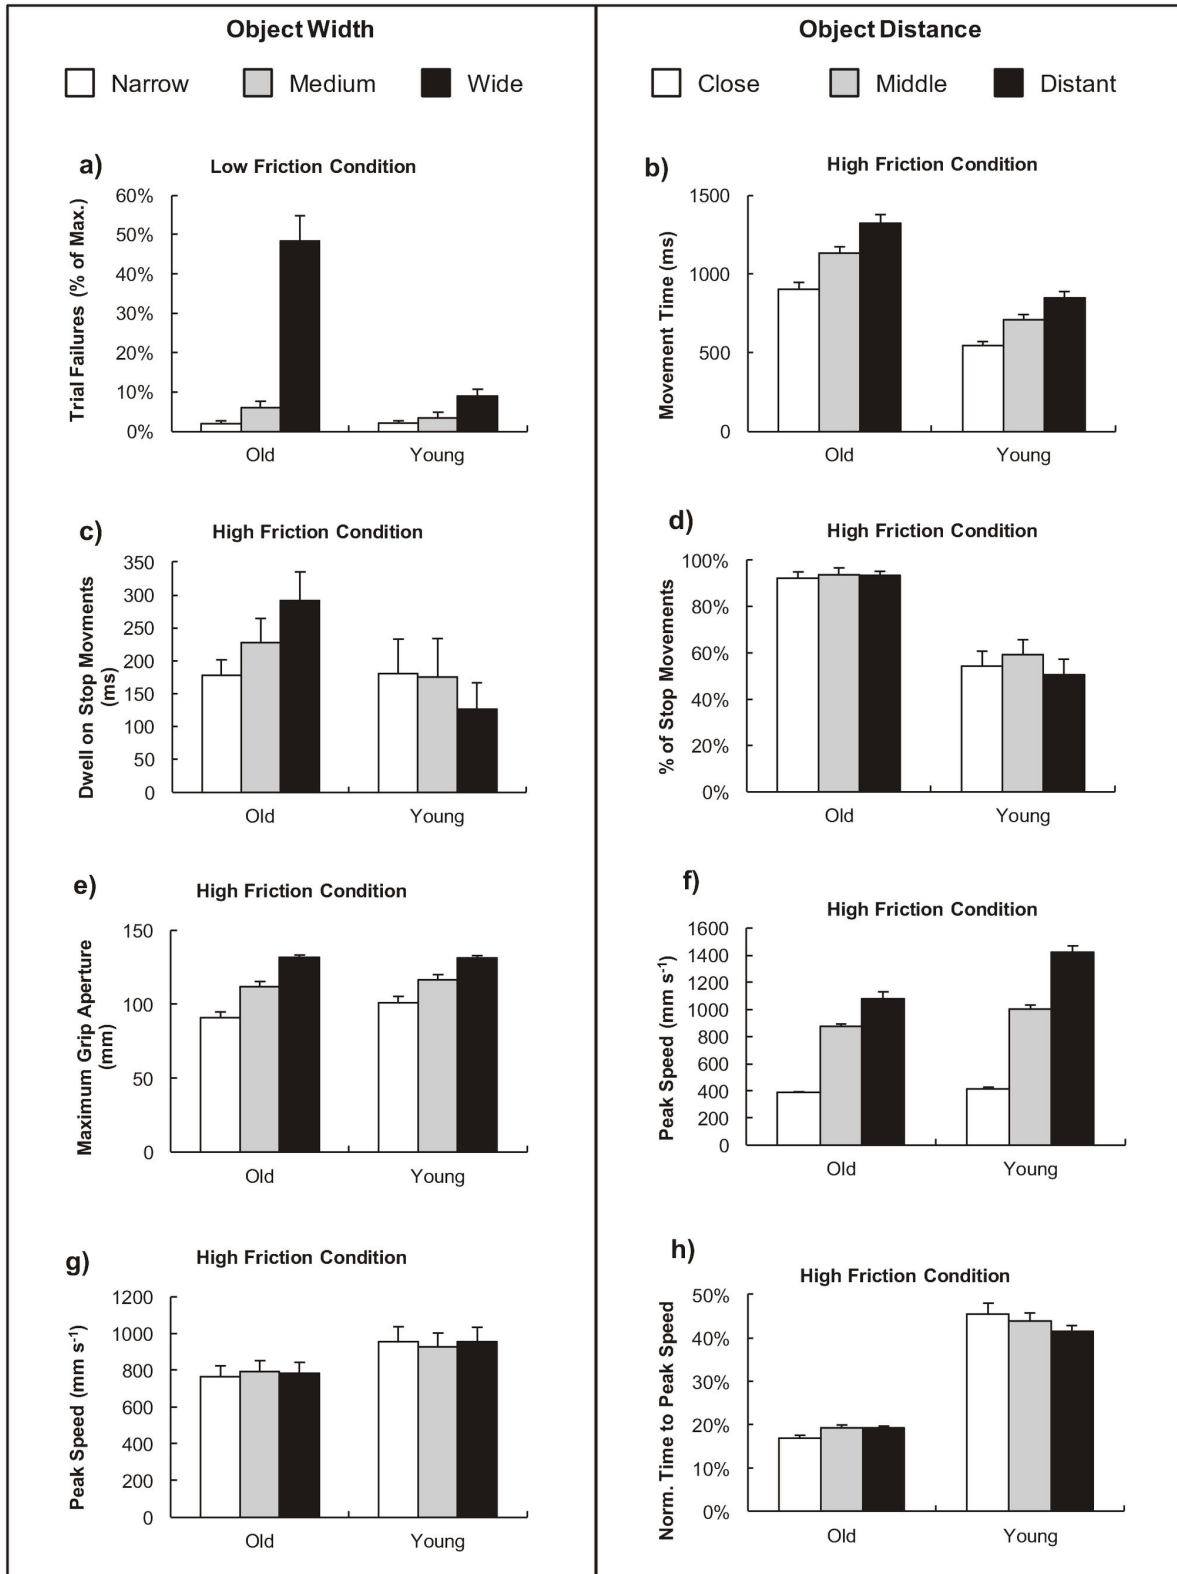 Object Width
Narrow Medium Wide
a) Low Friction Condition
Trial Failures (% of Max.)
60%
50%
40%
30%
20%
10%
0%
Old Young
c) High Friction Condition
Dwell on Stop Movments
(ms)
350
300
250
200
150
100
50
0
Old Young
e) High Friction Condition
Maximum Grip Aperture
(mm)
150
100
50
0
Old Young
g) High Friction Condition
Peak Speed (mm s⁻¹)
1200
1000
800
600
400
200
0
Old Young
Object Distance
Close Middle Distant
b) High Friction Condition
Movement Time (ms)
1500
1000
500
0
Old Young
d) High Friction Condition
% of Stop Movements
100%
80%
60%
40%
20%
0%
Old Young
f) High Friction Condition
Peak Speed (mm s⁻¹)
1600
1400
1200
1000
800
600
400
200
0
Old Young
h) High Friction Condition
Norm. Time to Peak Speed
50%
40%
30%
20%
10%
0%
Old Young